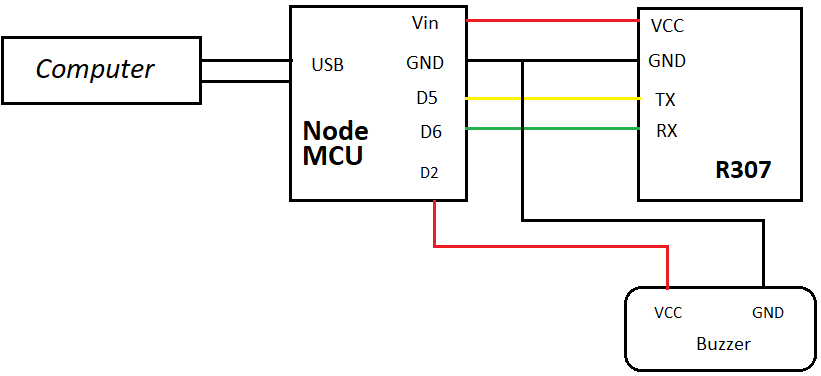 Computer
USB
Node
MCU
Vin
GND
D5
D6
D2
VCC
GND
TX
RX
R307
VCC GND
Buzzer